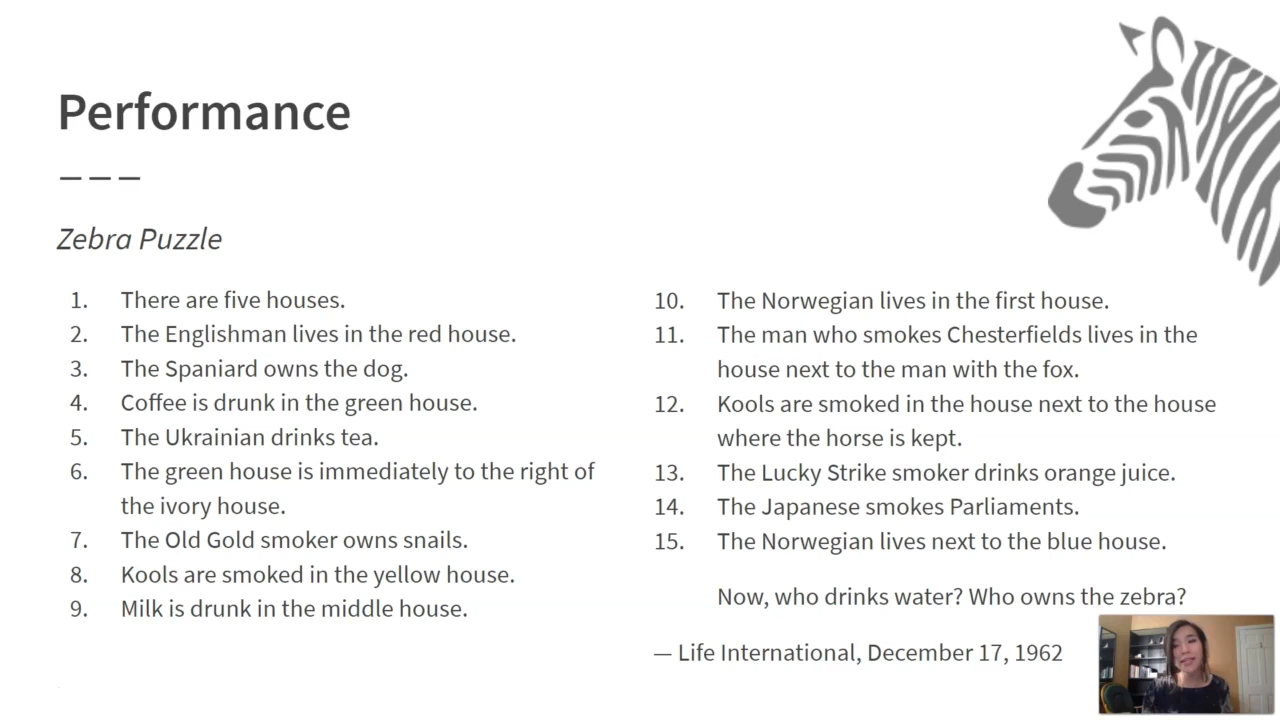 Performance
Zebra Puzzle
1. There are five houses.
2. The Englishman lives in the red house.
3. The Spaniard owns the dog.
4. Coffee is drunk in the green house.
5. The Ukrainian drinks tea.
6. The green house is immediately to the right of
the ivory house.
7. The Old Gold smoker owns snails.
8. Kools are smoked in the yellow house.
9. Milk is drunk in the middle house.
10. The Norwegian lives in the first house.
11. The man who smokes Chesterfields lives in the
house next to the man with the fox.
12. Kools are smoked in the house next to the house
where the horse is kept.
13. The Lucky Strike smoker drinks orange juice.
14. The Japanese smokes Parliaments.
15. The Norwegian lives next to the blue house.
Now, who drinks water? Who owns the zebra?
— Life International, December 17, 1962